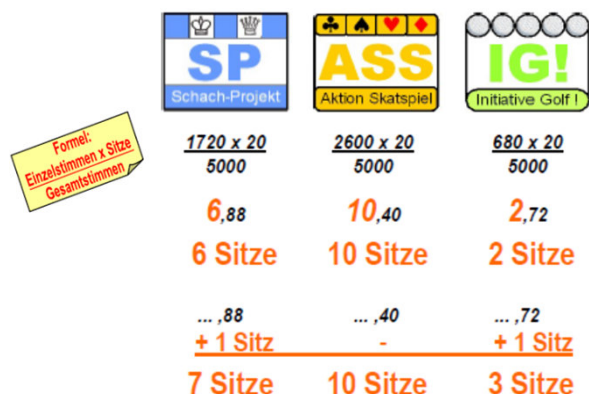 SP
Schach-Projekt
ASS
Aktion Skatspiel
IG!
Initiative Golf !
Formel:
Einzelstimmen x Sitze
Gesamtstimmen
1720 x 20
5000
2600 x 20
5000
680 x 20
5000
6,88
10,40
2,72
6 Sitze
10 Sitze
2 Sitze
... ,88
... ,40
... ,72
+ 1 Sitz
-
+ 1 Sitz
7 Sitze
10 Sitze
3 Sitze